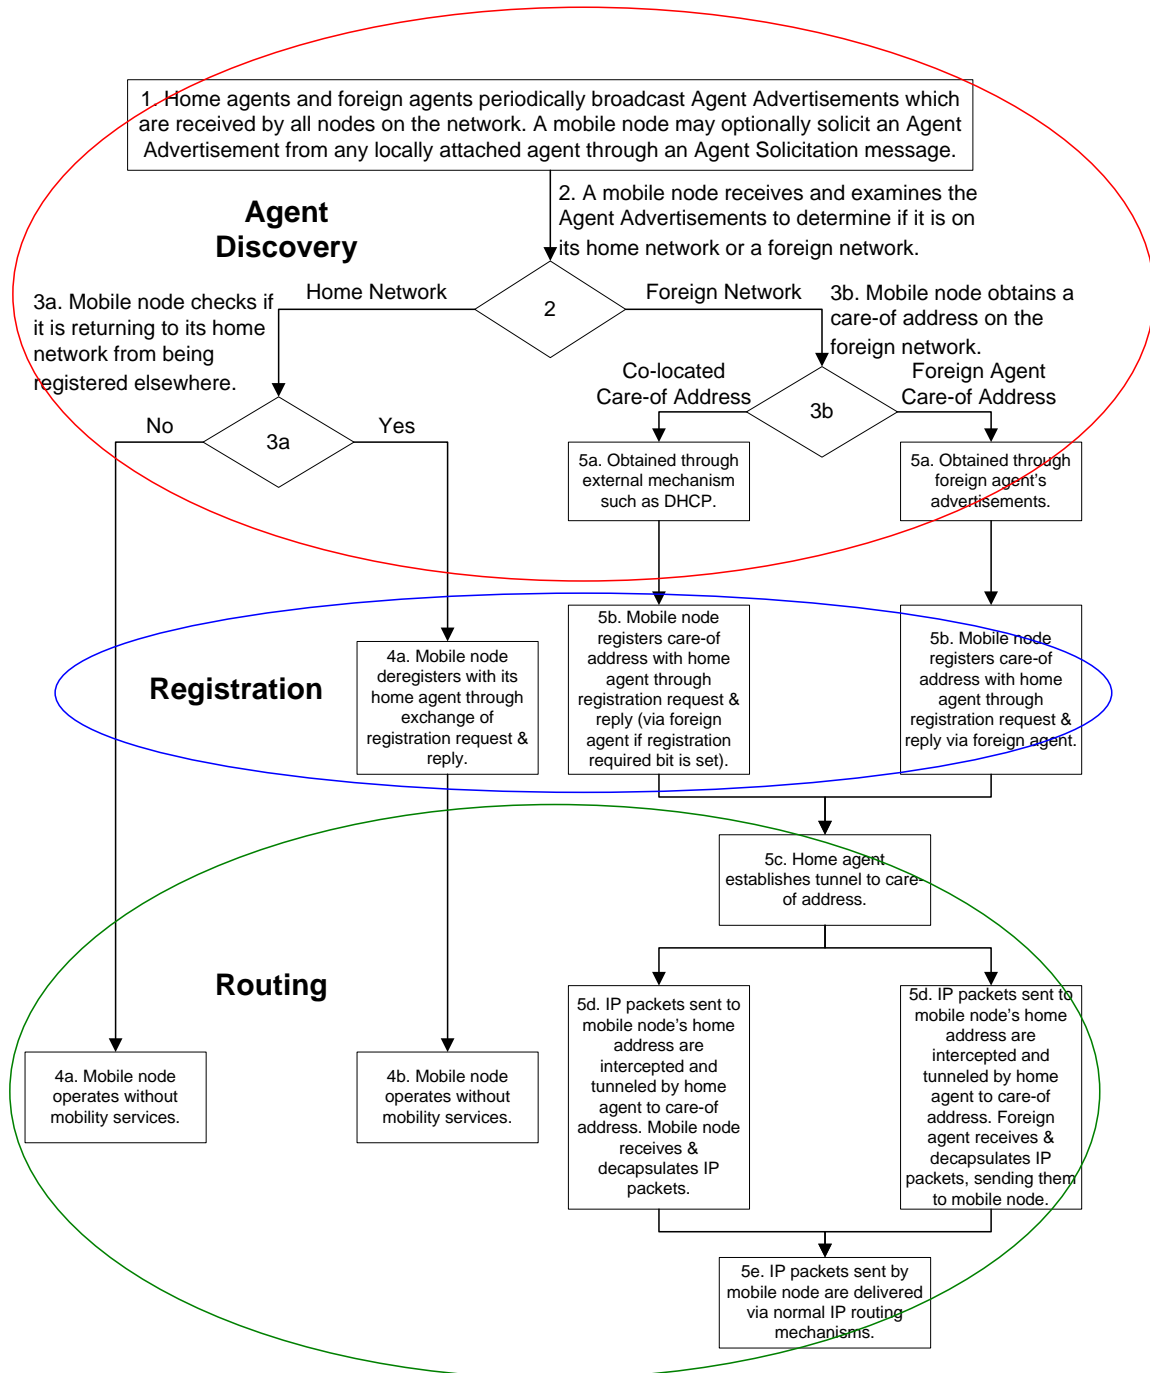 1. Home agents and foreign agents periodically broadcast Agent Advertisements which
are received by all nodes on the network. A mobile node may optionally solicit an Agent
Advertisement from any locally attached agent through an Agent Solicitation message.
2. A mobile node receives and examines the
Agent Advertisements to determine if it is on
its home network or a foreign network.
Agent
Discovery
Home Network
2
Foreign Network
3a. Mobile node checks if
it is returning to its home
network from being
registered elsewhere.
3b. Mobile node obtains a
care-of address on the
foreign network.
Co-located
Care-of Address
3b
Foreign Agent
Care-of Address
No
3a
Yes
5a. Obtained through
external mechanism
such as DHCP.
5a. Obtained through
foreign agent's
advertisements.
Registration
4a. Mobile node
deregisters with its
home agent through
exchange of
registration request &
reply.
5b. Mobile node
registers care-of
address with home
agent through
registration request &
reply (via foreign
agent if registration
required bit is set).
5b. Mobile node
registers care-of
address with home
agent through
registration request &
reply via foreign agent.
5c. Home agent
establishes tunnel to care-
of address.
Routing
4a. Mobile node
operates without
mobility services.
4b. Mobile node
operates without
mobility services.
5d. IP packets sent to
mobile node's home
address are
intercepted and
tunneled by home
agent to care-of
address. Mobile node
receives &
decapsulates IP
packets.
5d. IP packets sent to
mobile node's home
address are
intercepted and
tunneled by home
agent to care-of
address. Foreign
agent receives &
decapsulates IP
packets, sending them
to mobile node.
5e. IP packets sent by
mobile node are delivered
via normal IP routing
mechanisms.